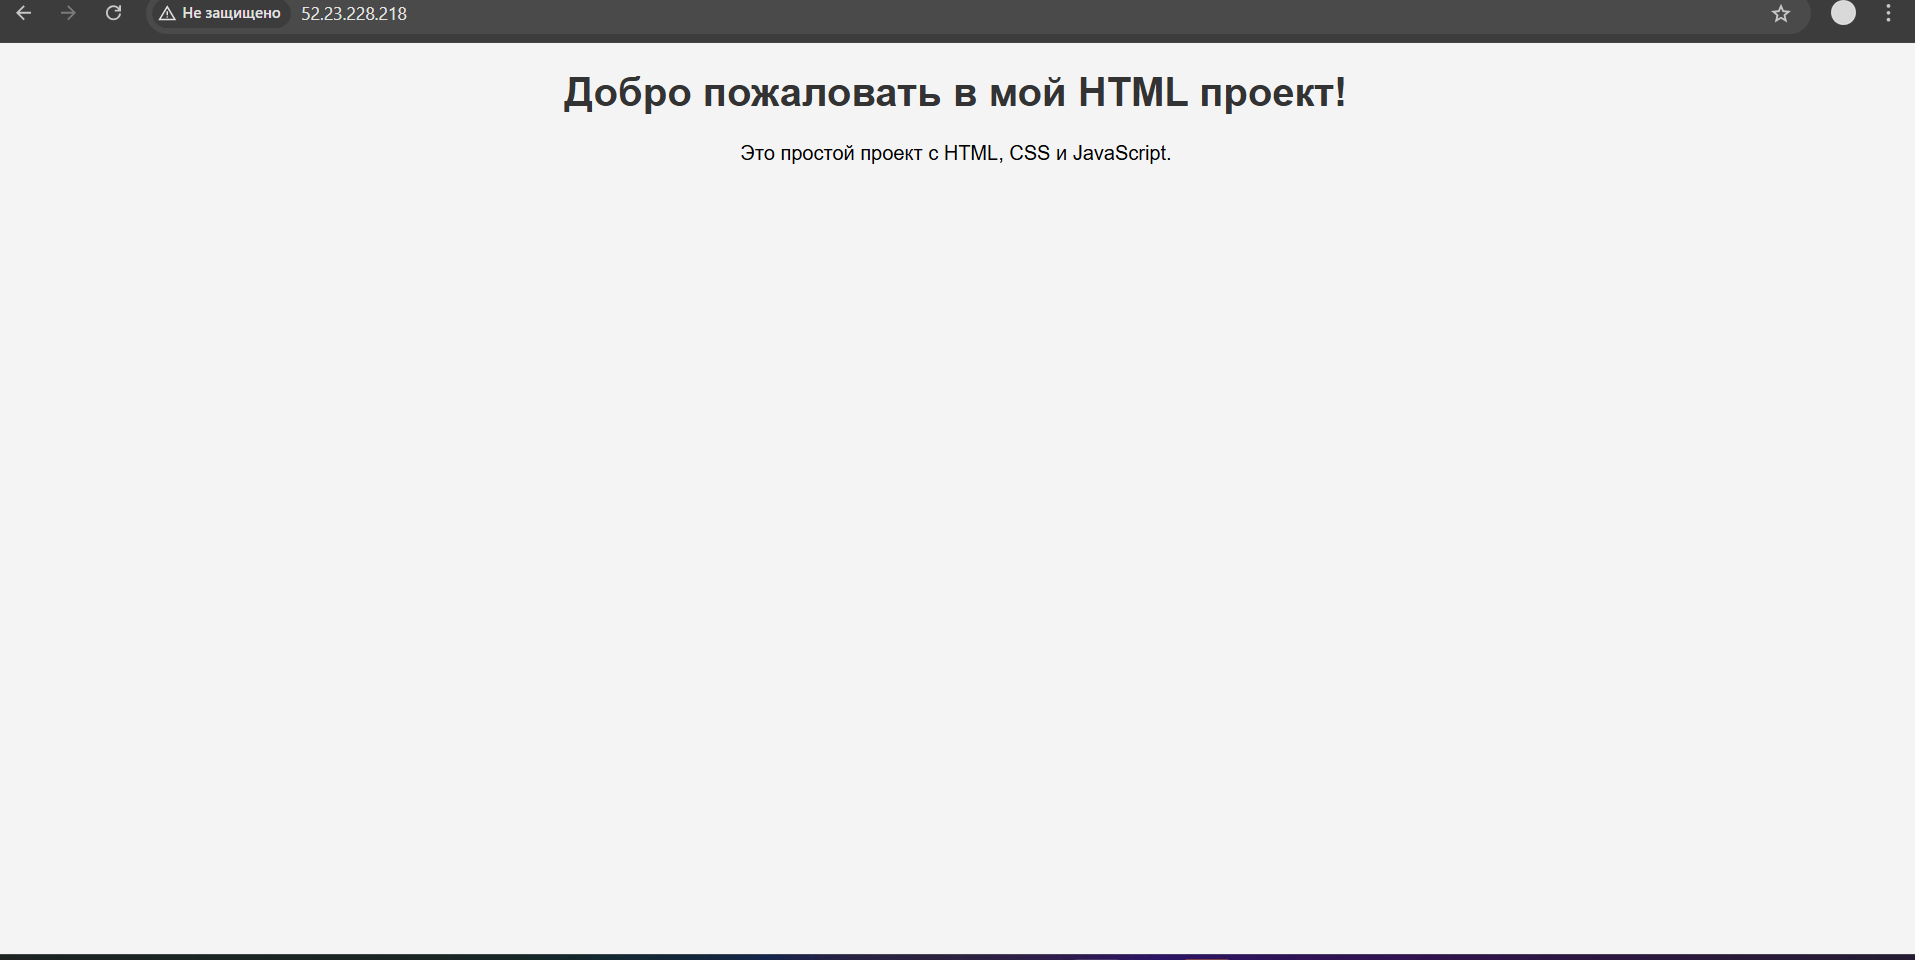 Не защищено 52.23.228.218
Добро пожаловать в мой HTML проект!
Это простой проект с HTML, CSS и JavaScript.